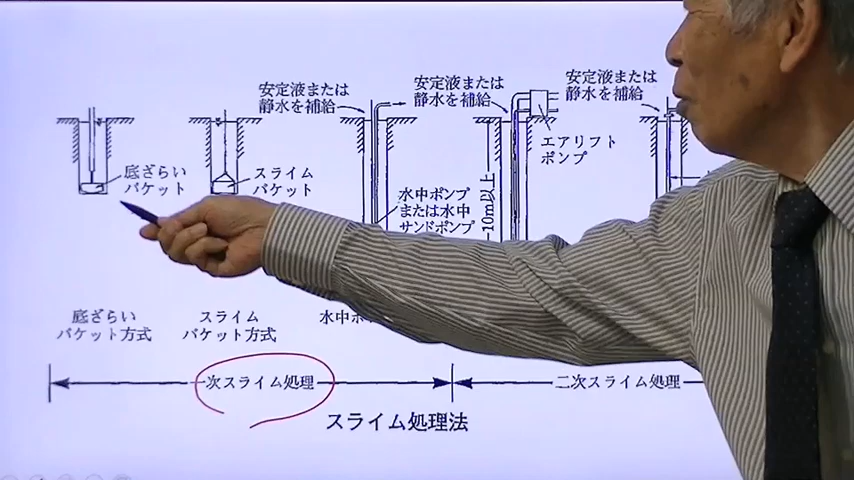 安定液または
静水を補給
安定液または
静水を補給
安定液または
静水を補給
エアリフト
ポンプ
底ざらい
バケット
スライム
バケット
水中ポンプ
または水中
サンドポンプ
10m以上
底ざらい
バケット方式
スライム
バケット方式
水中ポ
一次スライム処理
二次スライム処理
スライム処理法